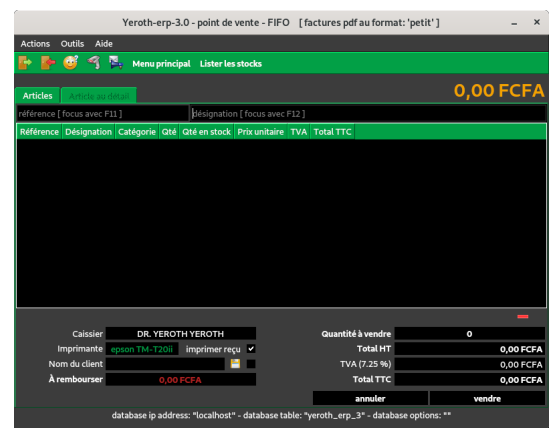 Yeroth-erp-3.0 - point de vente - FIFO [ factures pdf au format: 'petit' ]
Actions Outils Aide
Menu principal Lister les stocks
Articles Article au détail 0,00 FCFA
référence [ focus avec F11 ] désignation [ focus avec F12 ]
Référence Désignation Catégorie Qté Qté en stock Prix unitaire TVA Total TTC
Caissier DR. YEROTH YEROTH Quantité à vendre 0
Imprimante epson TM-T20ii imprimer reçu Total HT 0,00 FCFA
Nom du client TVA (7.25 %) 0,00 FCFA
À rembourser 0,00 FCFA Total TTC 0,00 FCFA
annuler vendre
database ip address: "localhost" - database table: "yeroth_erp_3" - database options: ""